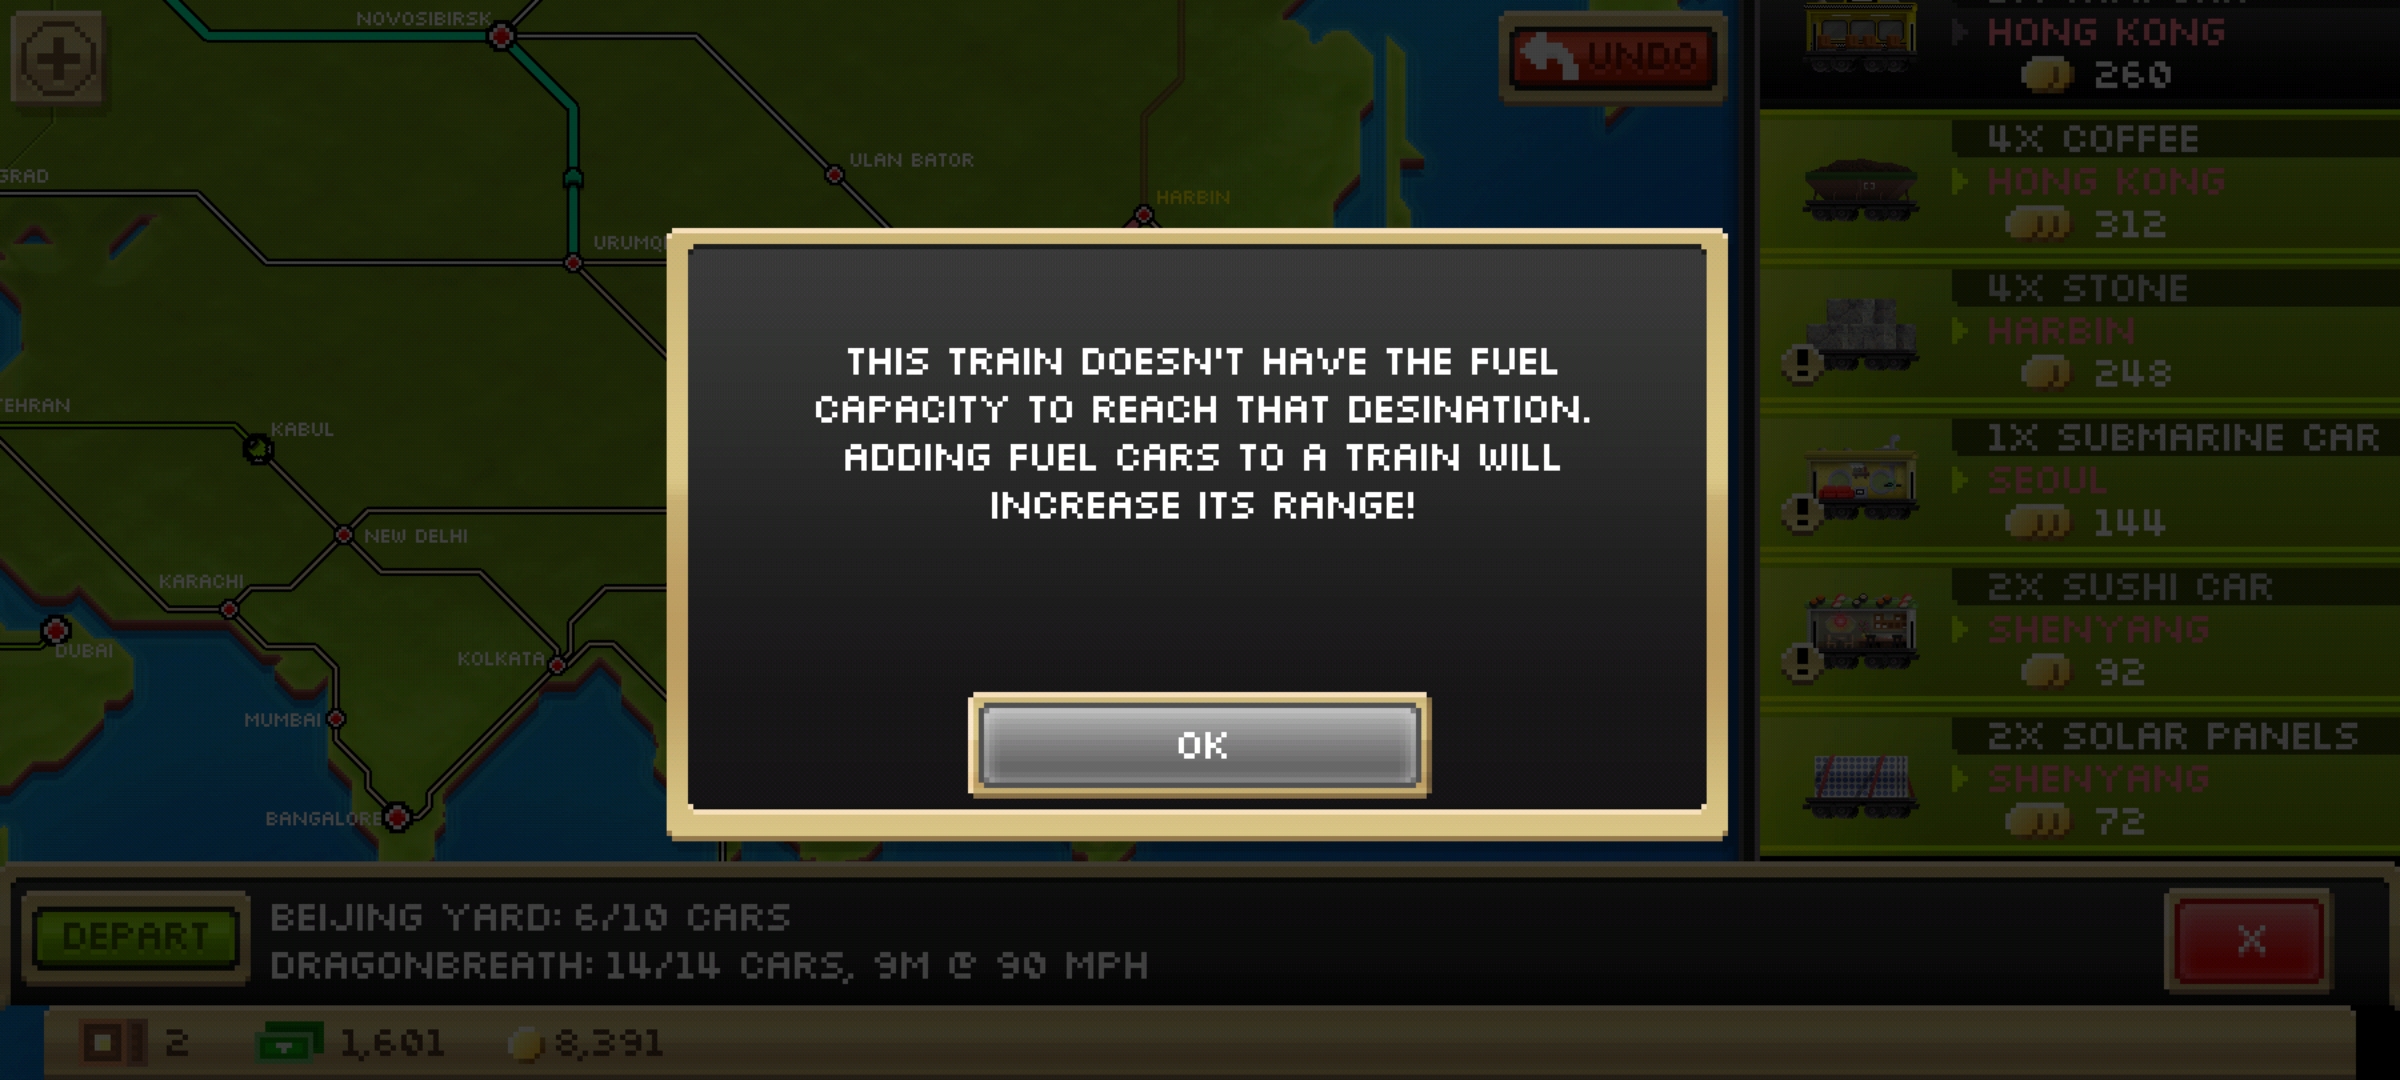 NOVOSIBIRSK
UNDO
HONG KONG
260
ULAN BATOR
4X COFFEE
HONG KONG
312
GRAD
HARBIN
URUMQ
4X STONE
HARBIN
248
THIS TRAIN DOESN'T HAVE THE FUEL
CAPACITY TO REACH THAT DESINATION.
ADDING FUEL CARS TO A TRAIN WILL
INCREASE ITS RANGE!
OK
TEHRAN
KABUL
NEW DELHI
KARACHI
DUBAI
KOLKATA
MUMBAI
BANGALORE
1X SUBMARINE CAR
SEOUL
144
2X SUSHI CAR
SHENYANG
92
2X SOLAR PANELS
SHENYANG
72
DEPART
BEIJING YARD: 6/10 CARS
DRAGONBREATH: 14/14 CARS, 9M @ 90 MPH
X
2
1,601
8,391